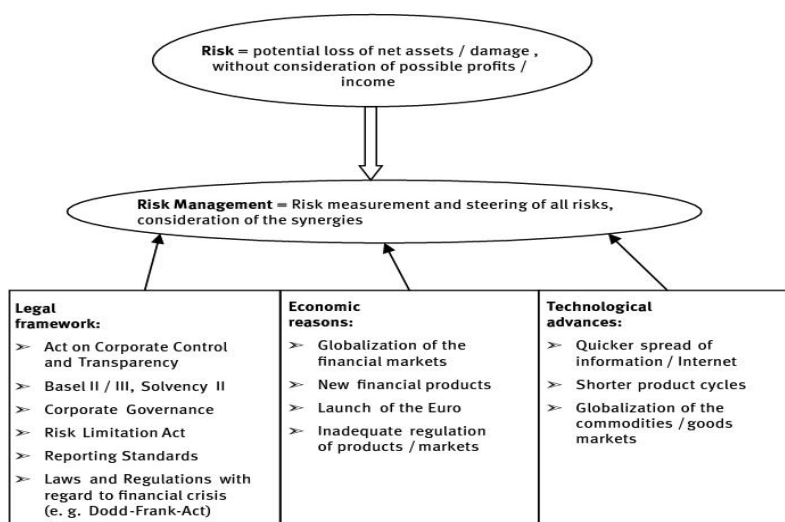 Risk = potential loss of net assets / damage ,
without consideration of possible profits /
income
Risk Management = Risk measurement and steering of all risks,
consideration of the synergies
Legal
framework:
➢ Act on Corporate Control
and Transparency
➢ Basel II / III, Solvency II
➢ Corporate Governance
➢ Risk Limitation Act
➢ Reporting Standards
➢ Laws and Regulations with
regard to financial crisis
(e. g. Dodd-Frank-Act)
Economic
reasons:
➢ Globalization of the
financial markets
➢ New financial products
➢ Launch of the Euro
➢ Inadequate regulation
of products / markets
Technological
advances:
➢ Quicker spread of
information / Internet
➢ Shorter product cycles
➢ Globalization of the
commodities / goods
markets